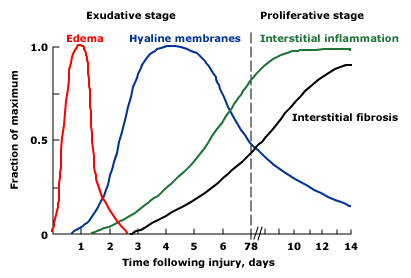 Exudative stage Proliferative stage
Edema Hyaline membranes Interstitial inflammation
1.0
Interstitial fibrosis
0.5
0
Fraction of maximum
1 2 3 4 5 6 7 8 10 12 14
Time following injury, days